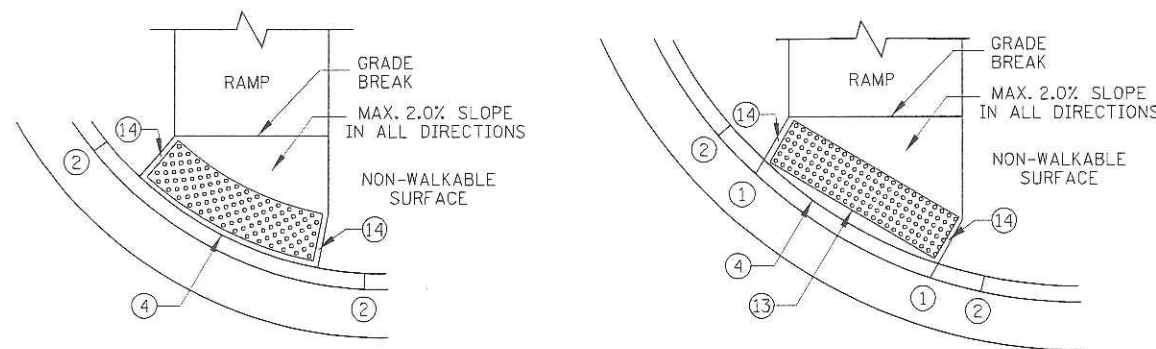 RAMP
GRADE
BREAK
MAX. 2.0% SLOPE
IN ALL DIRECTIONS
14
2
NON-WALKABLE
SURFACE
14
4
2
RAMP
GRADE
BREAK
MAX. 2.0% SLOPE
IN ALL DIRECTIONS
14
2
NON-WALKABLE
SURFACE
1
14
4
13
1
2